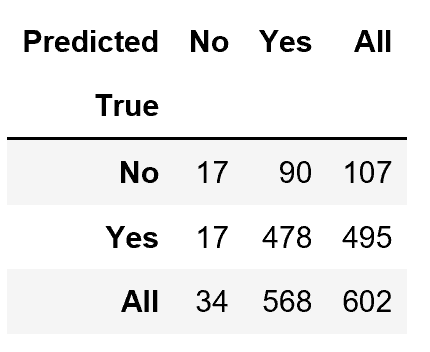 Predicted No Yes All
True
No 17 90 107
Yes 17 478 495
All 34 568 602